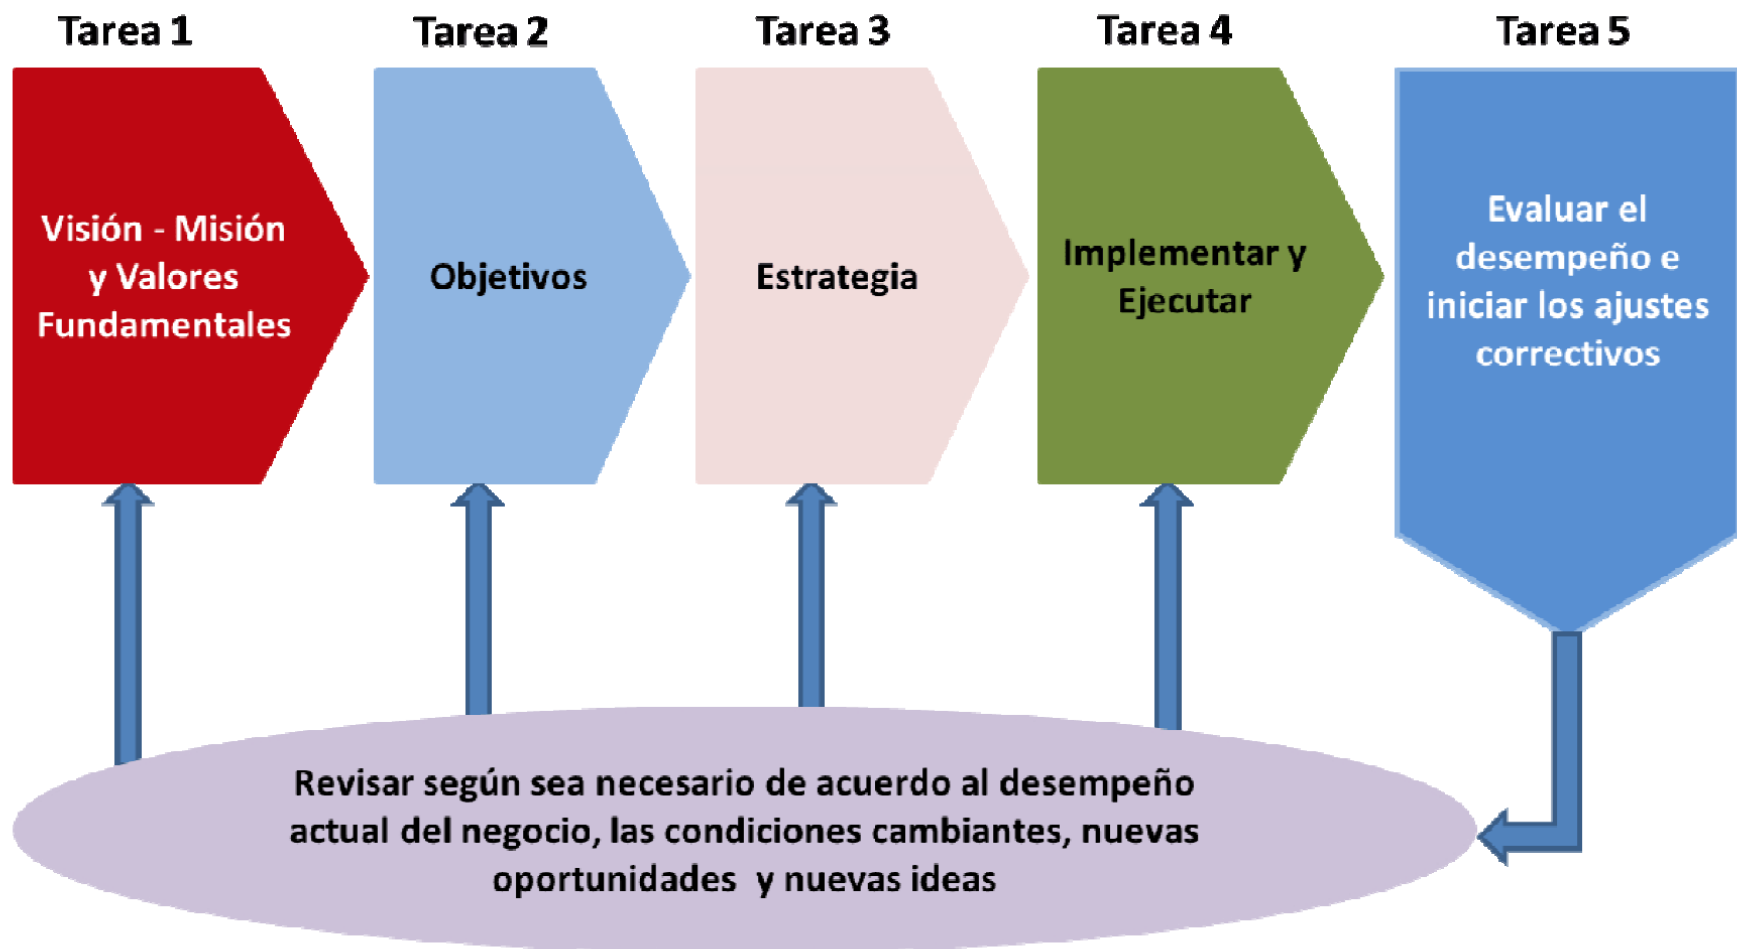 Tarea 1
Tarea 2
Tarea 3
Tarea 4
Tarea 5
Visión - Misión
y Valores
Fundamentales
Objetivos
Estrategia
Implementar y
Ejecutar
Evaluar el
desempeño e
iniciar los ajustes
correctivos
Revisar según sea necesario de acuerdo al desempeño
actual del negocio, las condiciones cambiantes, nuevas
oportunidades y nuevas ideas